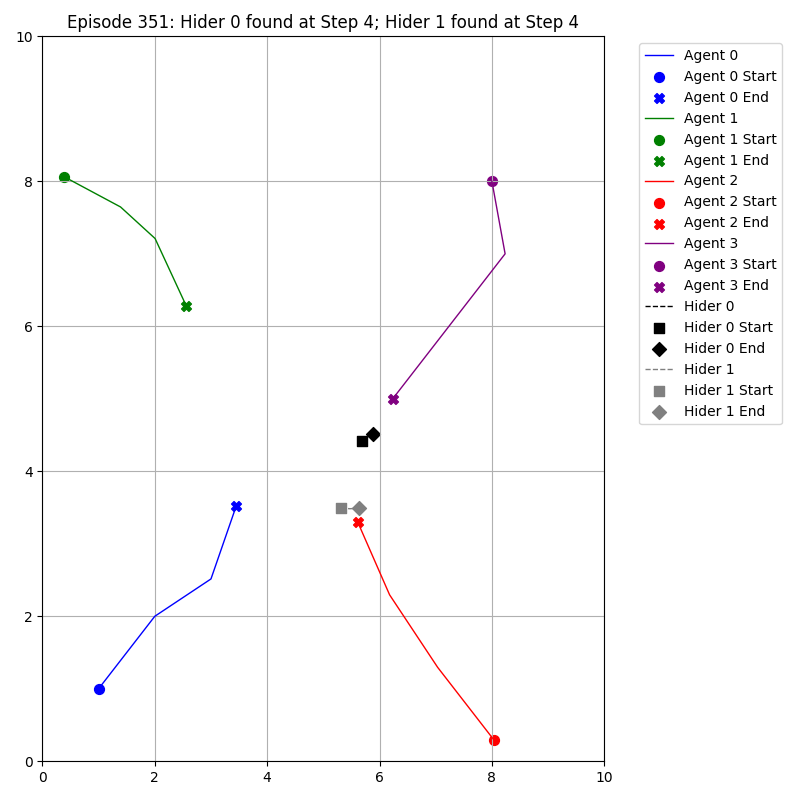 Episode 351: Hider 0 found at Step 4; Hider 1 found at Step 4
10
8
6
4
2
0
0 2 4 6 8 10
Agent 0
Agent 0 Start
Agent 0 End
Agent 1
Agent 1 Start
Agent 1 End
Agent 2
Agent 2 Start
Agent 2 End
Agent 3
Agent 3 Start
Agent 3 End
Hider 0
Hider 0 Start
Hider 0 End
Hider 1
Hider 1 Start
Hider 1 End